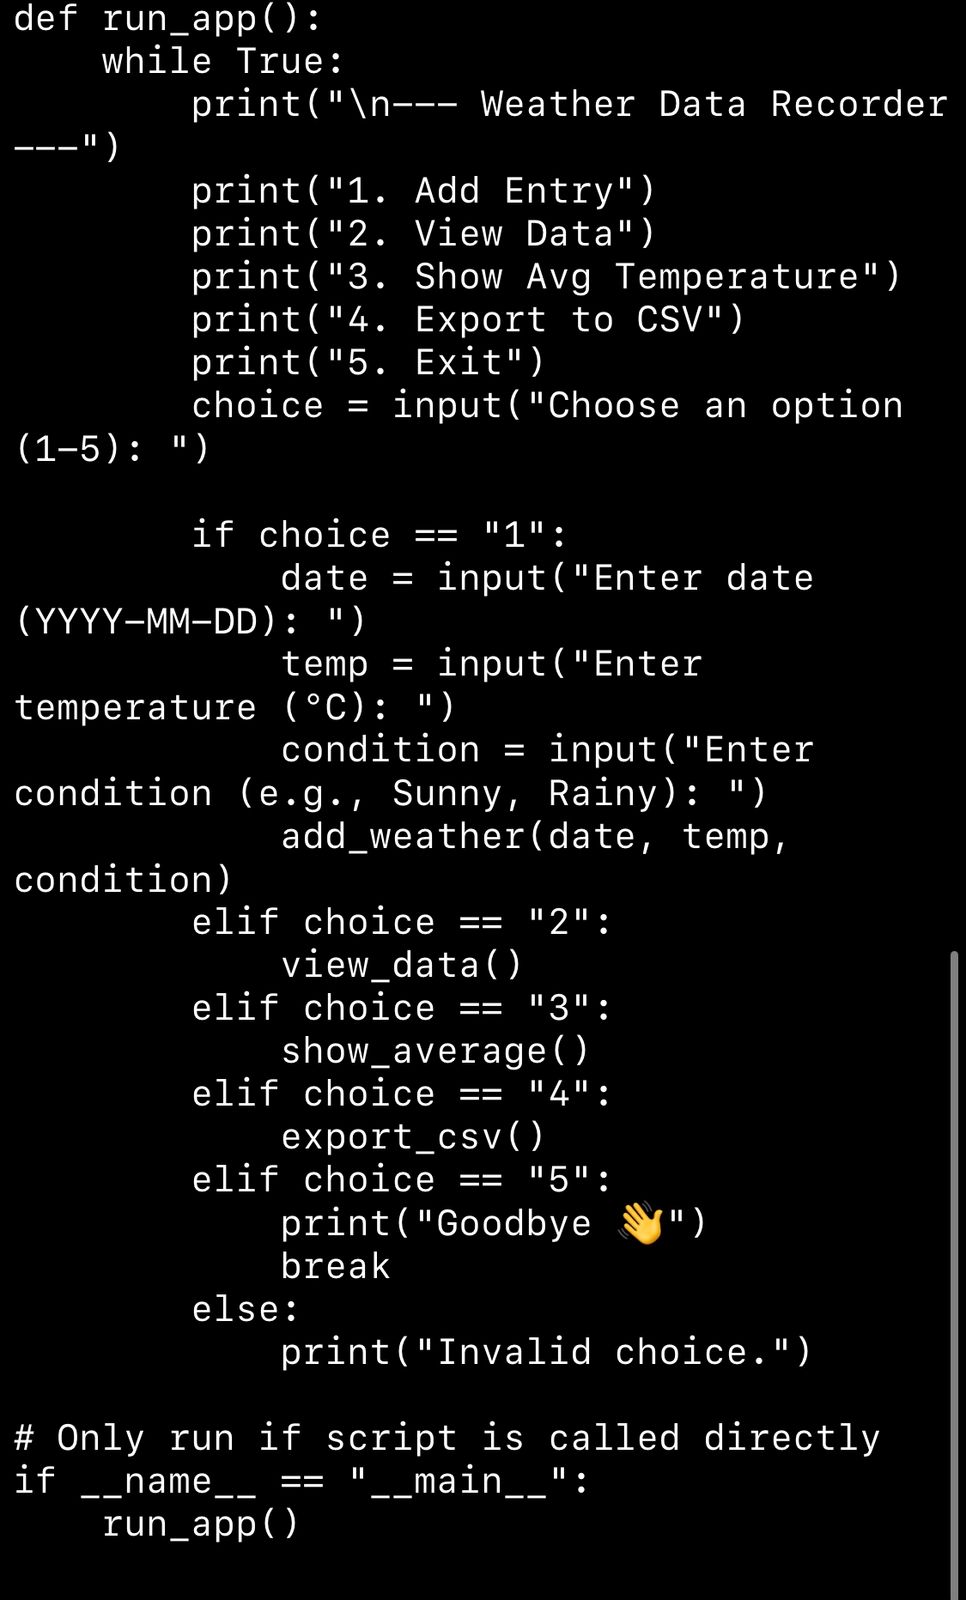 def run_app():
    while True:
        print("\n--- Weather Data Recorder
---")
        print("1. Add Entry")
        print("2. View Data")
        print("3. Show Avg Temperature")
        print("4. Export to CSV")
        print("5. Exit")
        choice = input("Choose an option
(1-5): ")

        if choice == "1":
            date = input("Enter date
(YYYY-MM-DD): ")
            temp = input("Enter
temperature (°C): ")
            condition = input("Enter
condition (e.g., Sunny, Rainy): ")
            add_weather(date, temp,
condition)
        elif choice == "2":
            view_data()
        elif choice == "3":
            show_average()
        elif choice == "4":
            export_csv()
        elif choice == "5":
            print("Goodbye 👋")
            break
        else:
            print("Invalid choice.")

# Only run if script is called directly
if __name__ == "__main__":
    run_app()